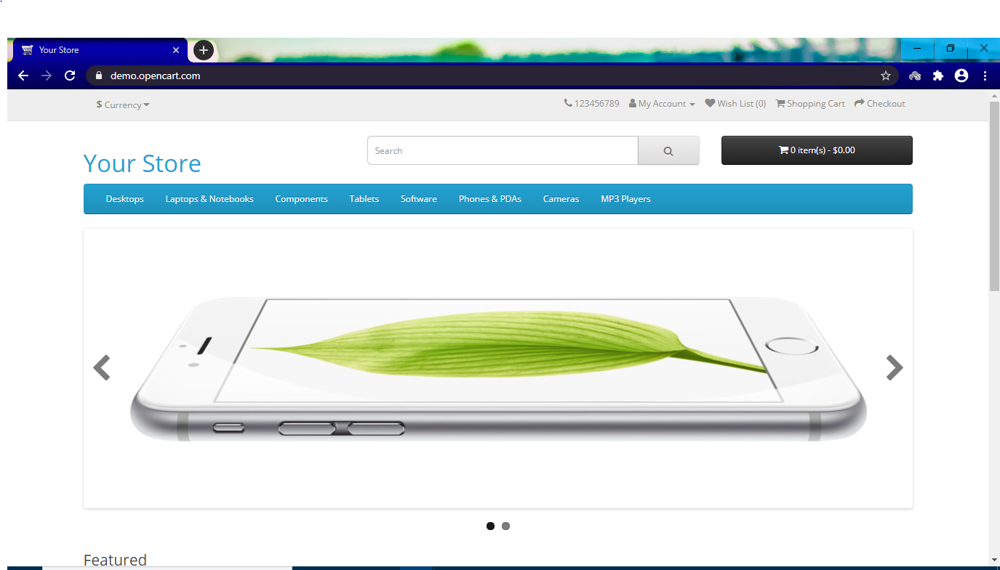 Your Store
demo.opencart.com
$ Currency
123456789 My Account Wish List (0) Shopping Cart Checkout
Your Store
Search
0 item(s) - $0.00
Desktops Laptops & Notebooks Components Tablets Software Phones & PDAs Cameras MP3 Players
Featured